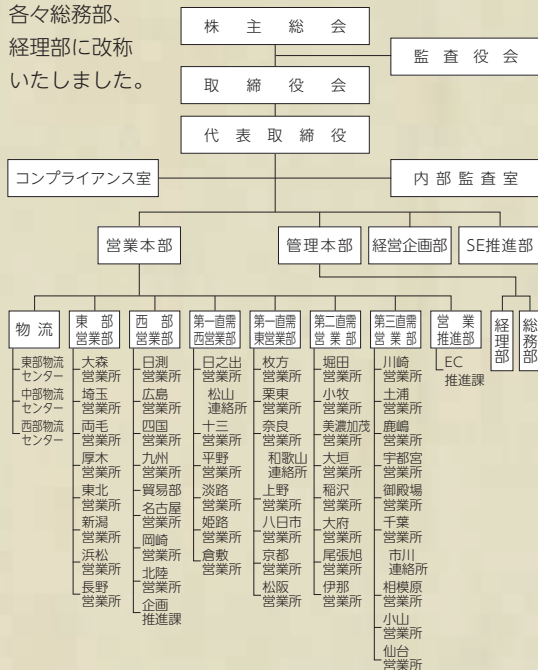 各々総務部、
経理部に改称
いたしました。
株主総会
監査役会
取締役会
代表取締役
コンプライアンス室
内部監査室
営業本部
管理本部
経営企画部
SE推進部
物流
東部物流
センター
中部物流
センター
西部物流
センター
東部
営業部
大森
営業所
埼玉
営業所
両毛
営業所
厚木
営業所
東北
営業所
新潟
営業所
浜松
営業所
長野
営業所
西部
営業部
日測
営業所
広島
営業所
四国
営業所
九州
営業所
貿易部
名古屋
営業所
岡崎
営業所
北陸
営業所
企画
推進課
第一直需
西営業部
日之出
営業所
松山
連絡所
十三
営業所
平野
営業所
淡路
営業所
姫路
営業所
倉敷
営業所
第一直需
東営業部
枚方
営業所
栗東
営業所
奈良
営業所
和歌山
連絡所
上野
営業所
八日市
営業所
京都
営業所
松阪
営業所
第二直需
営業部
堀田
営業所
小牧
営業所
美濃加茂
営業所
大垣
営業所
稲沢
営業所
大府
営業所
尾張旭
営業所
伊那
営業所
第三直需
営業部
川崎
営業所
土浦
営業所
鹿嶋
営業所
宇都宮
営業所
御殿場
営業所
千葉
営業所
市川
連絡所
相模原
営業所
小山
営業所
仙台
営業所
営業
推進部
EC
推進課
経理部
総務部